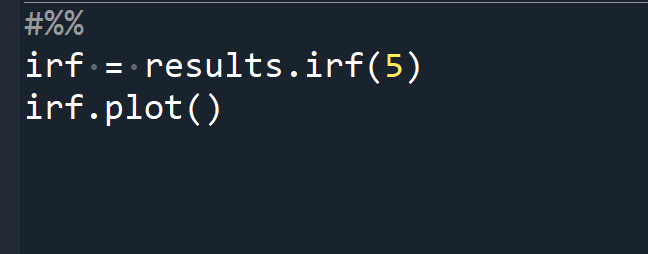 #%%
irf = results.irf(5)
irf.plot()